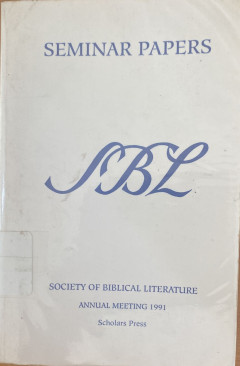 SEMINAR PAPERS
SBL
SOCIETY OF BIBLICAL LITERATURE
ANNUAL MEETING 1991
Scholars Press